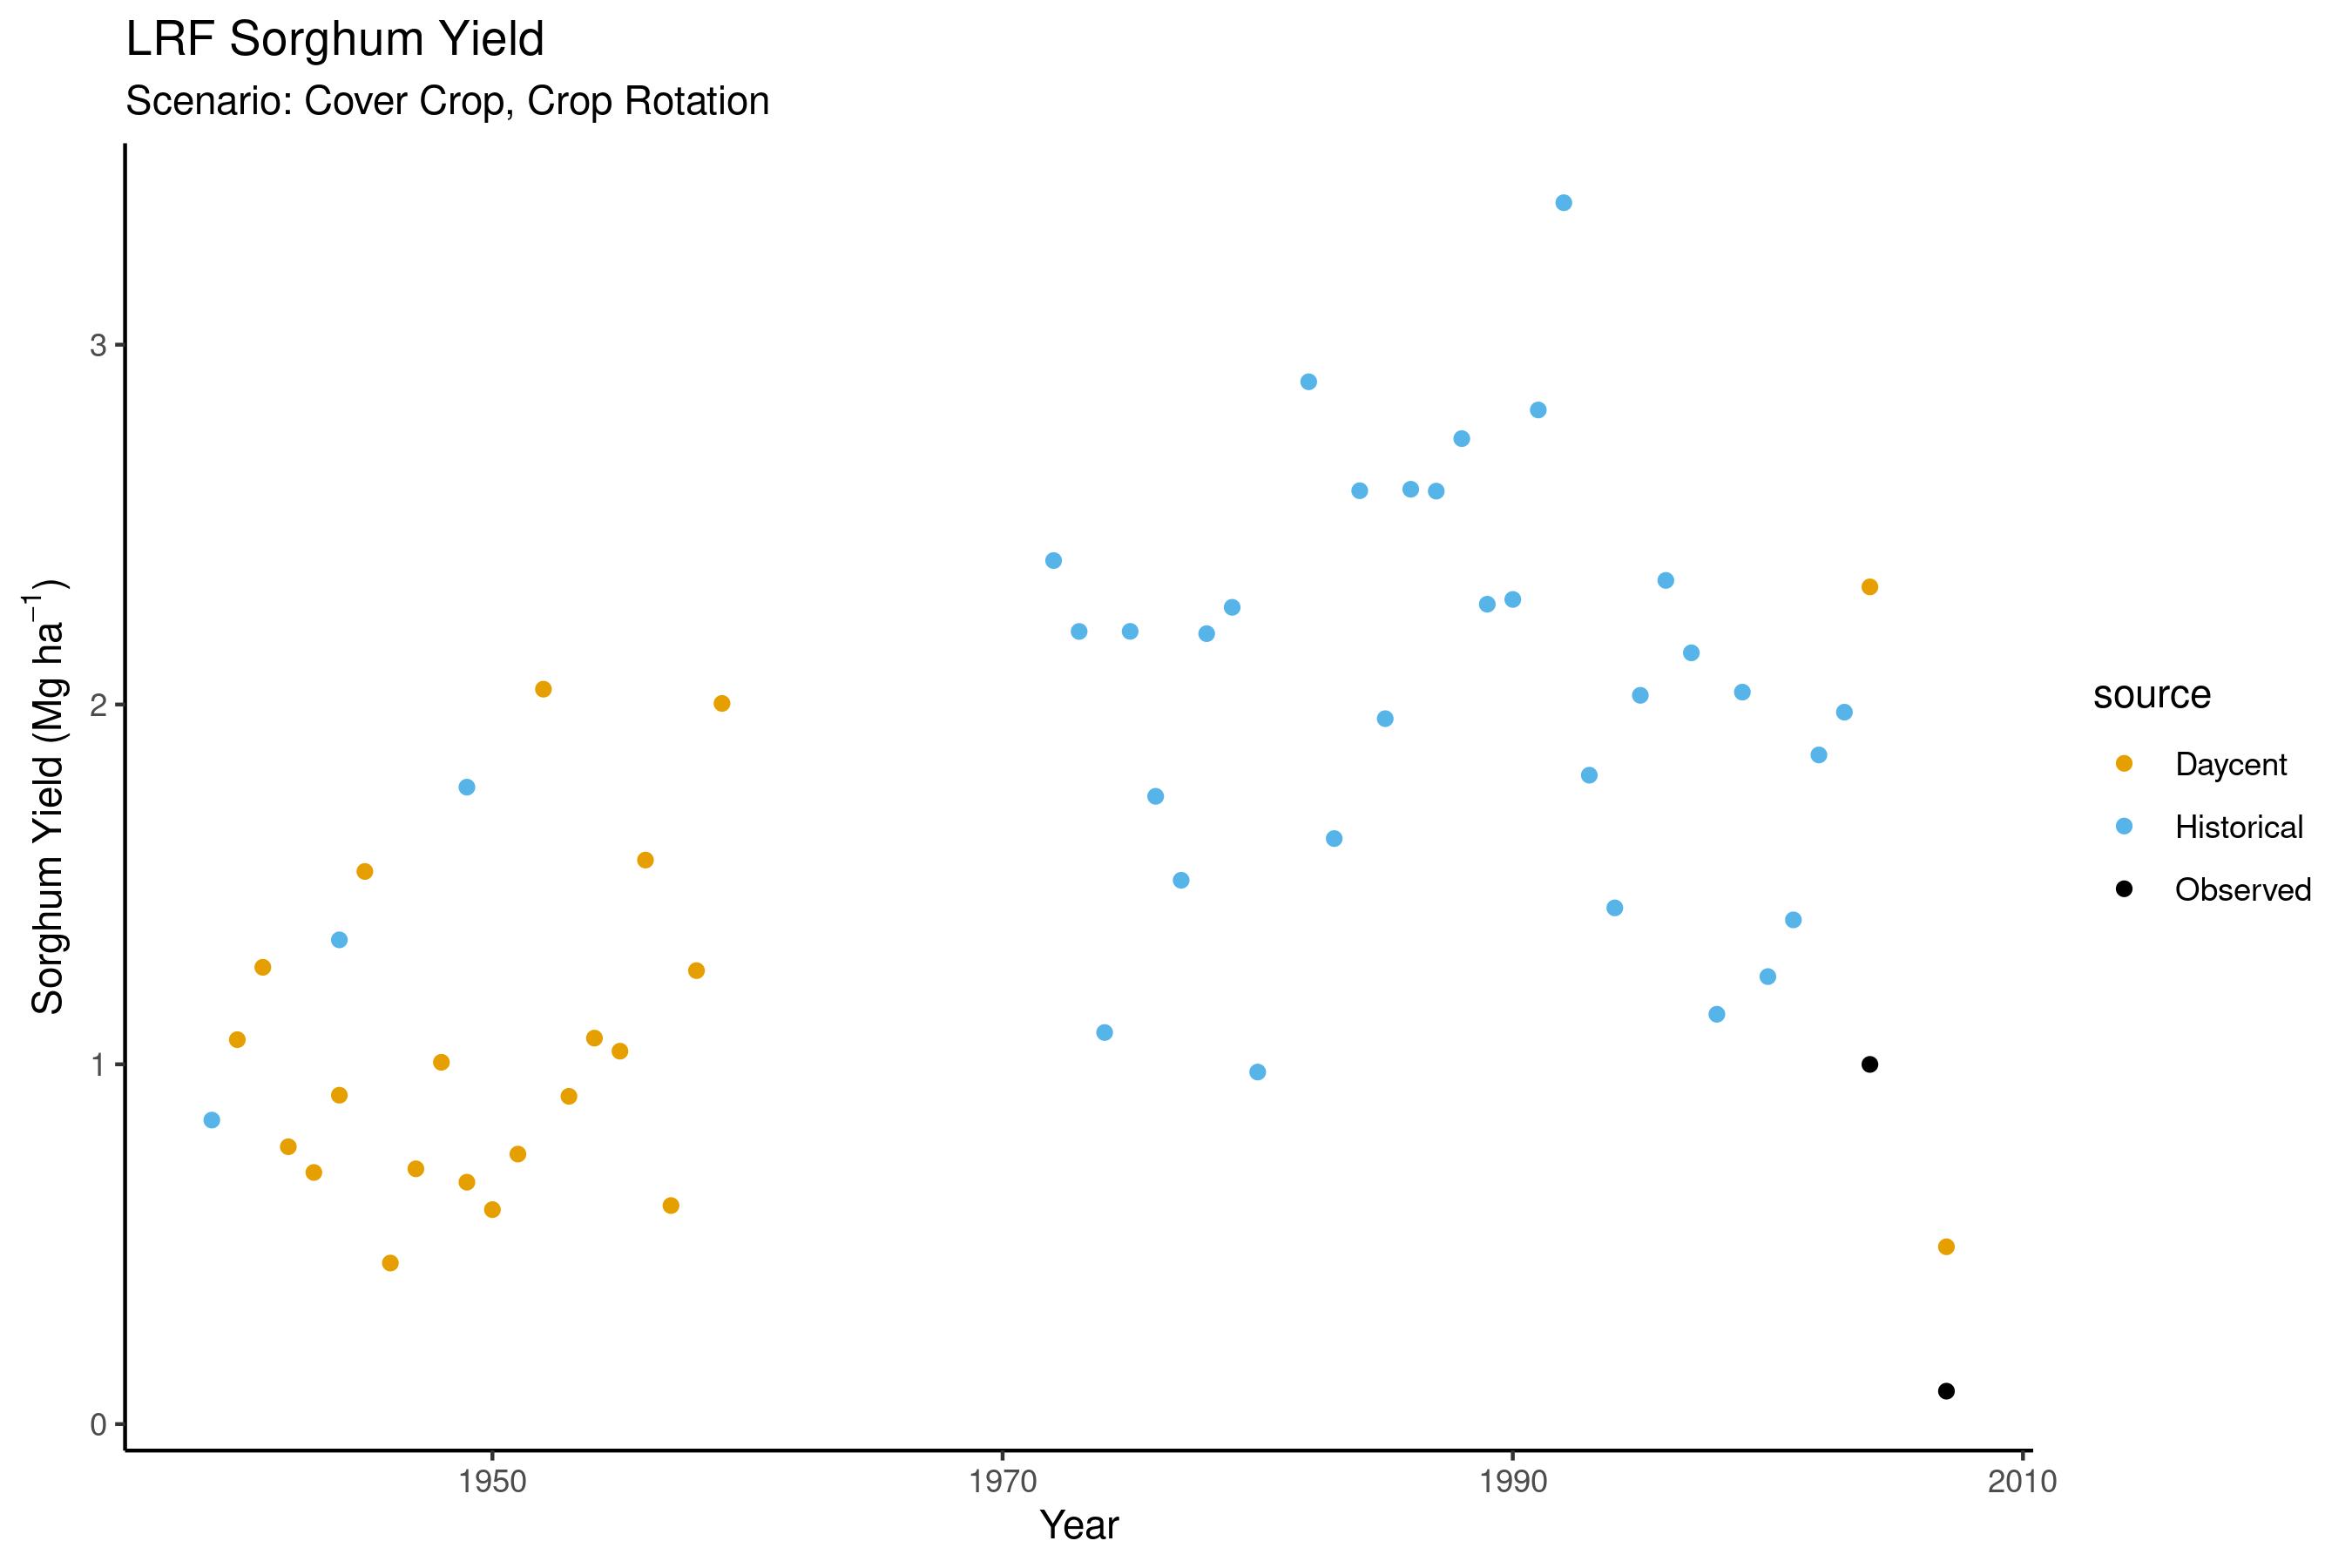 LRF Sorghum Yield
Scenario: Cover Crop, Crop Rotation
Sorghum Yield (Mg ha⁻¹)
3
2
1
0
1950 1970 1990 2010
Year
source
Daycent
Historical
Observed